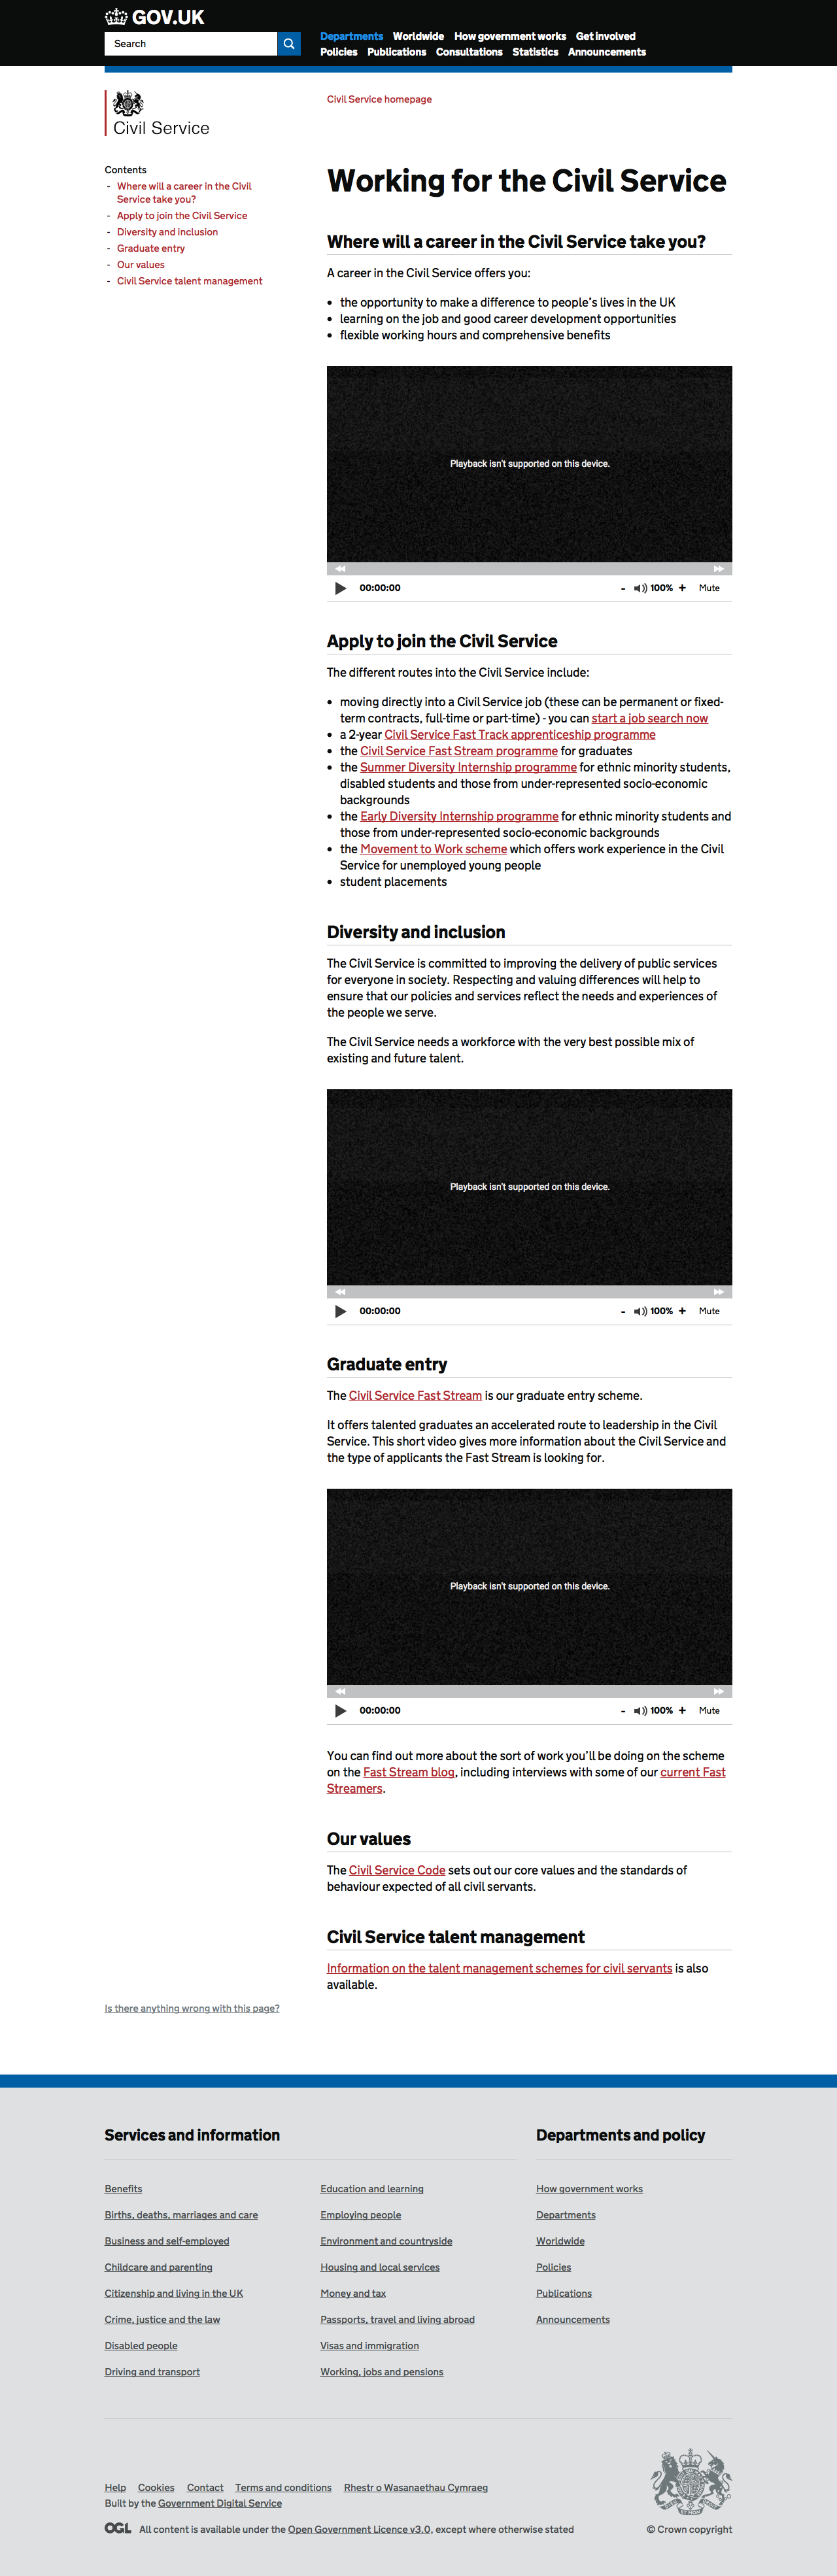 GOV.UK
Search
Departments Worldwide How government works Get involved
Policies Publications Consultations Statistics Announcements
Civil Service
Civil Service homepage
Contents
- Where will a career in the Civil
Service take you?
- Apply to join the Civil Service
- Diversity and inclusion
- Graduate entry
- Our values
- Civil Service talent management
Working for the Civil Service
Where will a career in the Civil Service take you?
A career in the Civil Service offers you:
• the opportunity to make a difference to people's lives in the UK
• learning on the job and good career development opportunities
• flexible working hours and comprehensive benefits
Playback isn't supported on this device.
00:00:00 - 100% + Mute
Apply to join the Civil Service
The different routes into the Civil Service include:
• moving directly into a Civil Service job (these can be permanent or fixed-
term contracts, full-time or part-time) - you can start a job search now
• a 2-year Civil Service Fast Track apprenticeship programme
• the Civil Service Fast Stream programme for graduates
• the Summer Diversity Internship programme for ethnic minority students,
disabled students and those from under-represented socio-economic
backgrounds
• the Early Diversity Internship programme for ethnic minority students and
those from under-represented socio-economic backgrounds
• the Movement to Work scheme which offers work experience in the Civil
Service for unemployed young people
• student placements
Diversity and inclusion
The Civil Service is committed to improving the delivery of public services
for everyone in society. Respecting and valuing differences will help to
ensure that our policies and services reflect the needs and experiences of
the people we serve.
The Civil Service needs a workforce with the very best possible mix of
existing and future talent.
Playback isn't supported on this device.
00:00:00 - 100% + Mute
Graduate entry
The Civil Service Fast Stream is our graduate entry scheme.
It offers talented graduates an accelerated route to leadership in the Civil
Service. This short video gives more information about the Civil Service and
the type of applicants the Fast Stream is looking for.
Playback isn't supported on this device.
00:00:00 - 100% + Mute
You can find out more about the sort of work you'll be doing on the scheme
on the Fast Stream blog, including interviews with some of our current Fast
Streamers.
Our values
The Civil Service Code sets out our core values and the standards of
behaviour expected of all civil servants.
Civil Service talent management
Information on the talent management schemes for civil servants is also
available.
Is there anything wrong with this page?
Services and information
Benefits
Births, deaths, marriages and care
Business and self-employed
Childcare and parenting
Citizenship and living in the UK
Crime, justice and the law
Disabled people
Driving and transport
Education and learning
Employing people
Environment and countryside
Housing and local services
Money and tax
Passports, travel and living abroad
Visas and immigration
Working, jobs and pensions
Departments and policy
How government works
Departments
Worldwide
Policies
Publications
Announcements
Help Cookies Contact Terms and conditions Rhestr o Wasanaethau Cymraeg
Built by the Government Digital Service
OGL All content is available under the Open Government Licence v3.0, except where otherwise stated
© Crown copyright